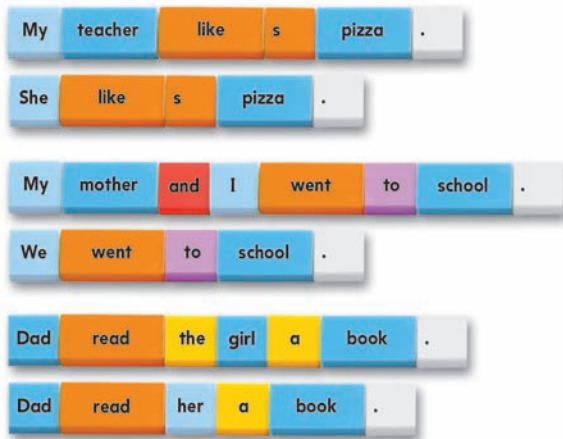 My teacher like s pizza .
She like s pizza .
My mother and I went to school .
We went to school .
Dad read the girl a book .
Dad read her a book .